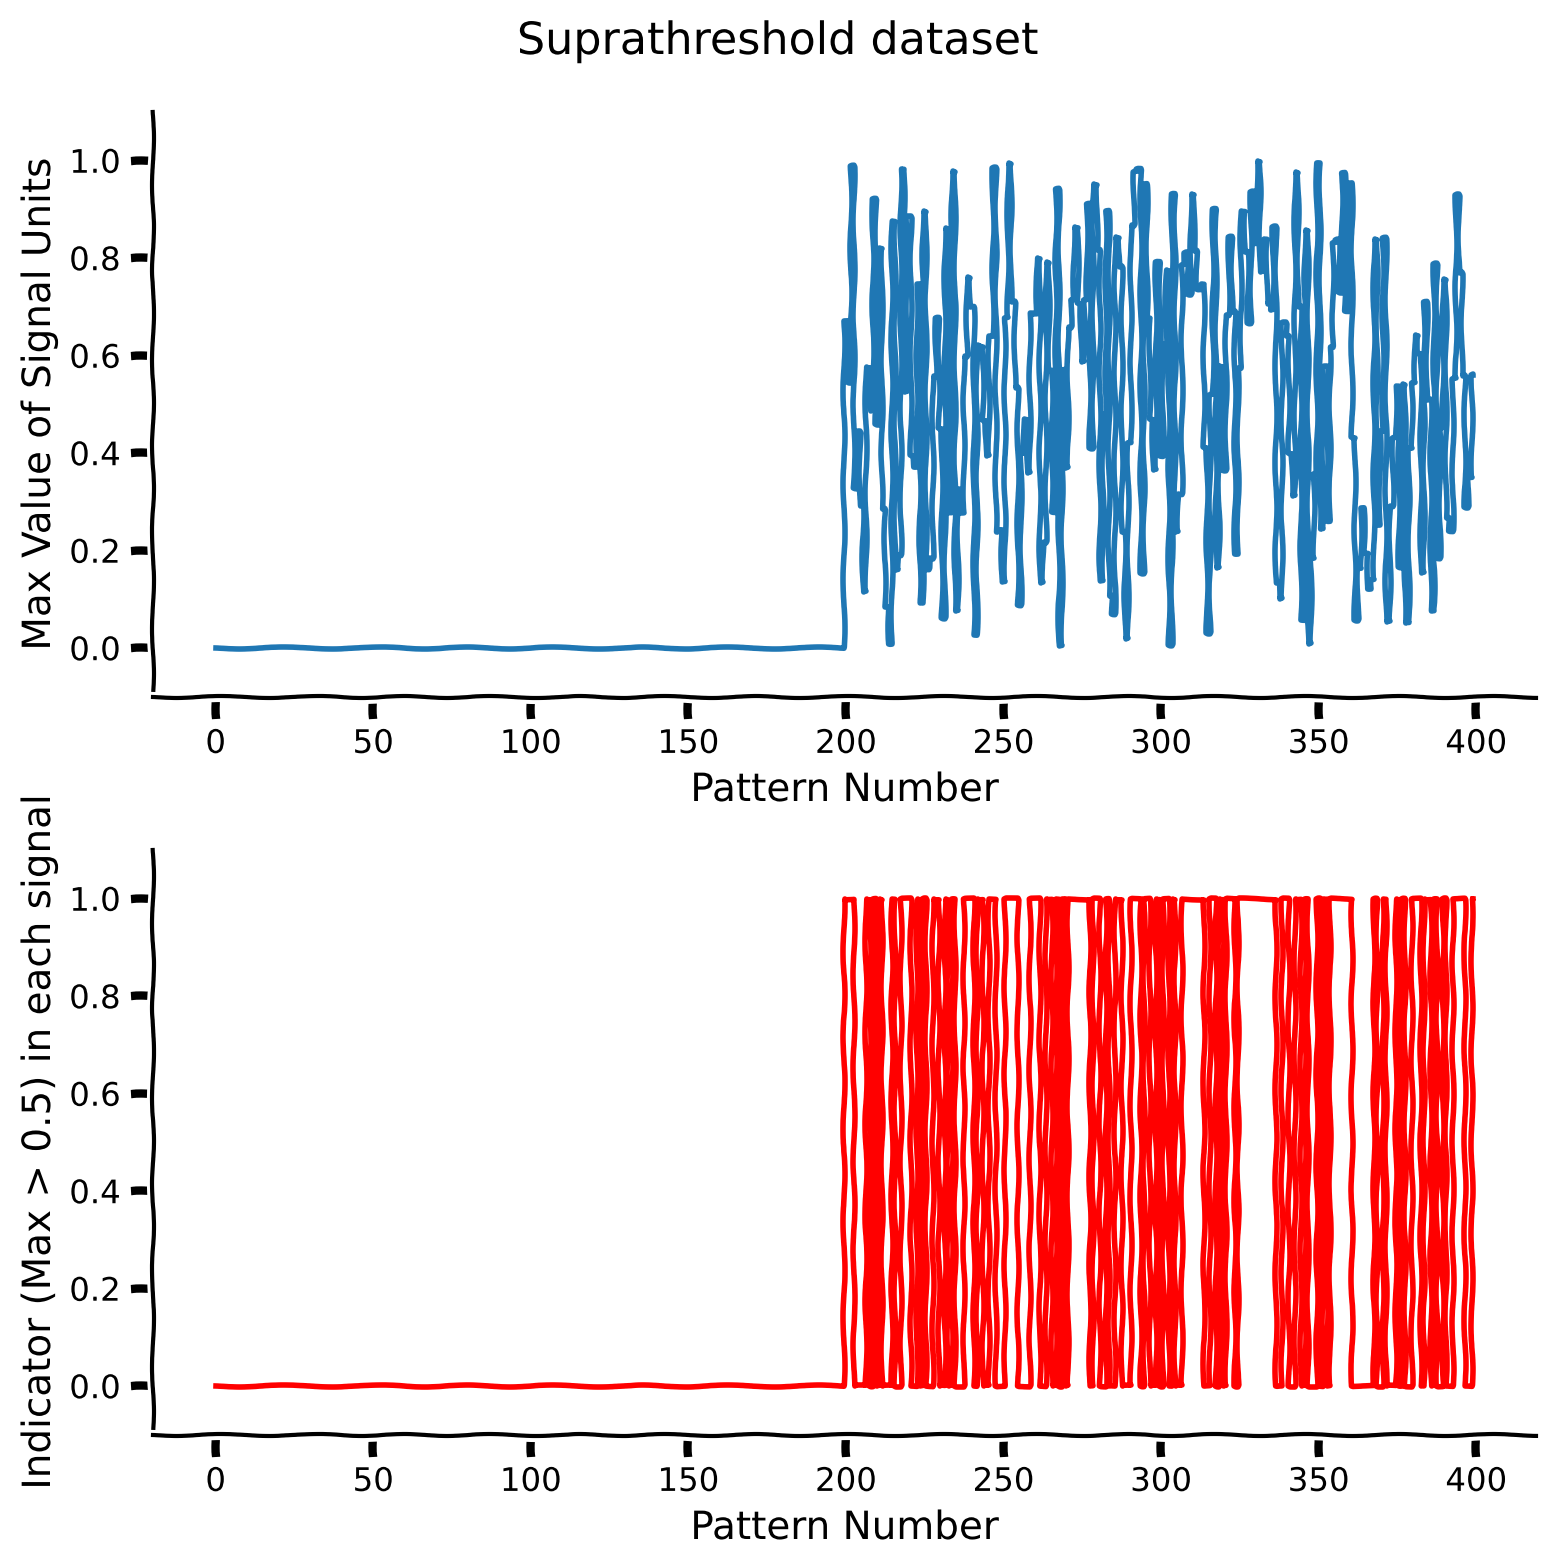 Suprathreshold dataset
Max Value of Signal Units
1.0
0.8
0.6
0.4
0.2
0.0
0 50 100 150 200 250 300 350 400
Pattern Number
Indicator (Max > 0.5) in each signal
1.0
0.8
0.6
0.4
0.2
0.0
0 50 100 150 200 250 300 350 400
Pattern Number